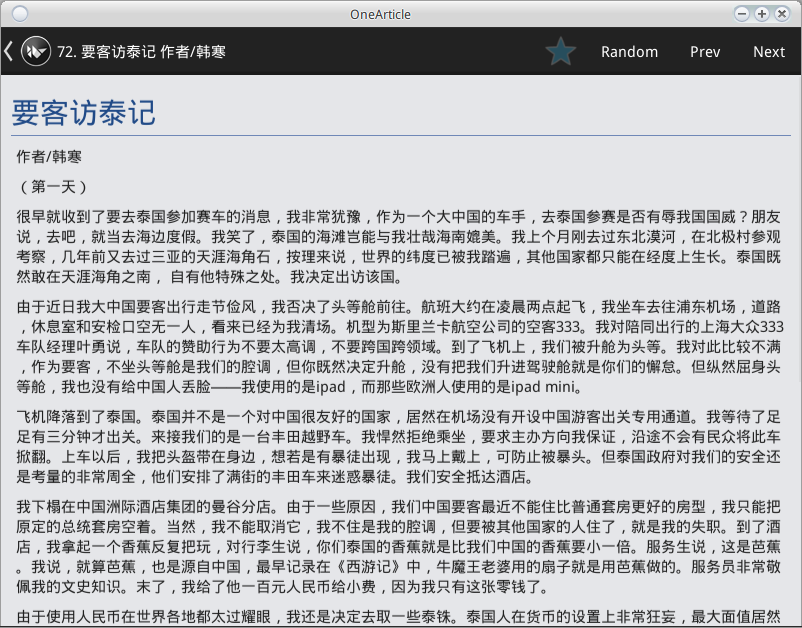 OneArticle
72. 要客访泰记 作者/韩寒
Random
Prev
Next
要客访泰记
作者/韩寒
（第一天）
很早就收到了要去泰国参加赛车的消息，我非常犹豫，作为一个大中国的车手，去泰国参赛是否有辱我国国威？朋友
说，去吧，就当去海边度假。我笑了，泰国的海滩岂能与我壮哉海南媲美。我上个月刚去过东北漠河，在北极村参观
考察，几年前又去过三亚的天涯海角石，按理来说，世界的纬度已被我踏遍，其他国家都只能在经度上生长。泰国既
然敢在天涯海角之南， 自有他特殊之处。我决定出访该国。
由于近日我大中国要客出行走节俭风，我否决了头等舱前往。航班大约在凌晨两点起飞，我坐车去往浦东机场，道路
，休息室和安检口空无一人，看来已经为我清场。机型为斯里兰卡航空公司的空客333。我对陪同出行的上海大众333
车队经理叶勇说，车队的赞助行为不要太高调，不要跨国跨领域。到了飞机上，我们被升舱为头等。我对此比较不满
，作为要客，不坐头等舱是我们的腔调，但你既然决定升舱，没有把我们升进驾驶舱就是你们的懈怠。但纵然屈身头
等舱，我也没有给中国人丢脸——我使用的是ipad，而那些欧洲人使用的是ipad mini。
飞机降落到了泰国。泰国并不是一个对中国很友好的国家，居然在机场没有开设中国游客出关专用通道。我等待了足
足有三分钟才出关。来接我们的是一台丰田越野车。我悍然拒绝乘坐，要求主办方向我保证，沿途不会有民众将此车
掀翻。上车以后，我把头盔带在身边，想若是有暴徒出现，我马上戴上，可防止被暴头。但泰国政府对我们的安全还
是考量的非常周全，他们安排了满街的丰田车来迷惑暴徒。我们安全抵达酒店。
我下榻在中国洲际酒店集团的曼谷分店。由于一些原因，我们中国要客最近不能住比普通套房更好的房型，我只能把
原定的总统套房空着。当然，我不能取消它，我不住是我的腔调，但要被其他国家的人住了，就是我的失职。到了酒
店，我拿起一个香蕉反复把玩，对行李生说，你们泰国的香蕉就是比我们中国的香蕉要小一倍。服务生说，这是芭蕉
。我说，就算芭蕉，也是源自中国，最早记录在《西游记》中，牛魔王老婆用的扇子就是用芭蕉做的。服务员非常敬
佩我的文史知识。末了，我给了他一百元人民币给小费，因为我只有这张零钱了。
由于使用人民币在世界各地都太过耀眼，我还是决定去取一些泰铢。泰国人在货币的设置上非常狂妄，最大面值居然